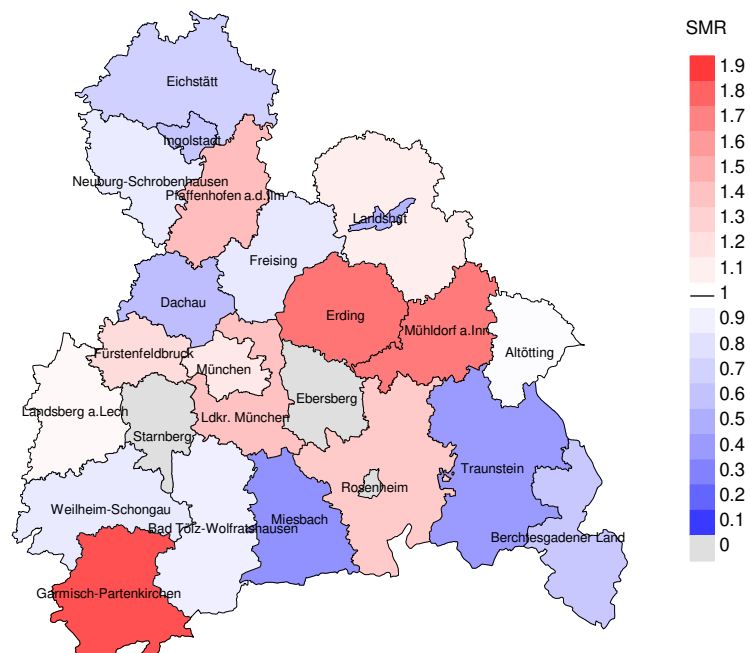 SMR
1.9
1.8
1.7
1.6
1.5
1.4
1.3
1.2
1.1
1
0.9
0.8
0.7
0.6
0.5
0.4
0.3
0.2
0.1
0
Eichstätt
Ingolstadt
Neuburg-Schrobenhausen
Pfaffenhofen a.d.Ilm
Landshut
Freising
Dachau
Erding
Mühldorf a.Inn
Altötting
Fürstenfeldbruck
München
Ebersberg
Landsberg a.Lech
Ldkr. München
Starnberg
Traunstein
Rosenheim
Weilheim-Schongau
Miesbach
Bad Tölz-Wolfratshausen
Berchtesgadener Land
Garmisch-Partenkirchen